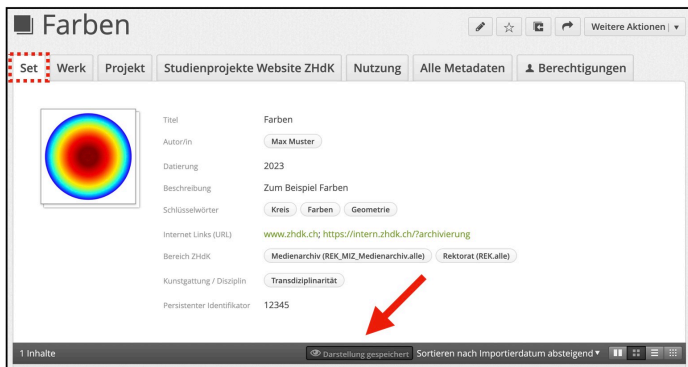 Farben
Weitere Aktionen
Set Werk Projekt Studienprojekte Website ZHdK Nutzung Alle Metadaten Berechtigungen
Titel Farben
Autor/in Max Muster
Datierung 2023
Beschreibung Zum Beispiel Farben
Schlüsselwörter Kreis Farben Geometrie
Internet Links (URL) www.zhdk.ch; https://intern.zhdk.ch/?archivierung
Bereich ZHdK Medienarchiv (REK_MIZ_Medienarchiv.alle) Rektorat (REK.alle)
Kunstgattung / Disziplin Transdiziplinarität
Persistenter Identifikator 12345
1 Inhalte Darstellung gespeichert Sortieren nach Importierdatum absteigend